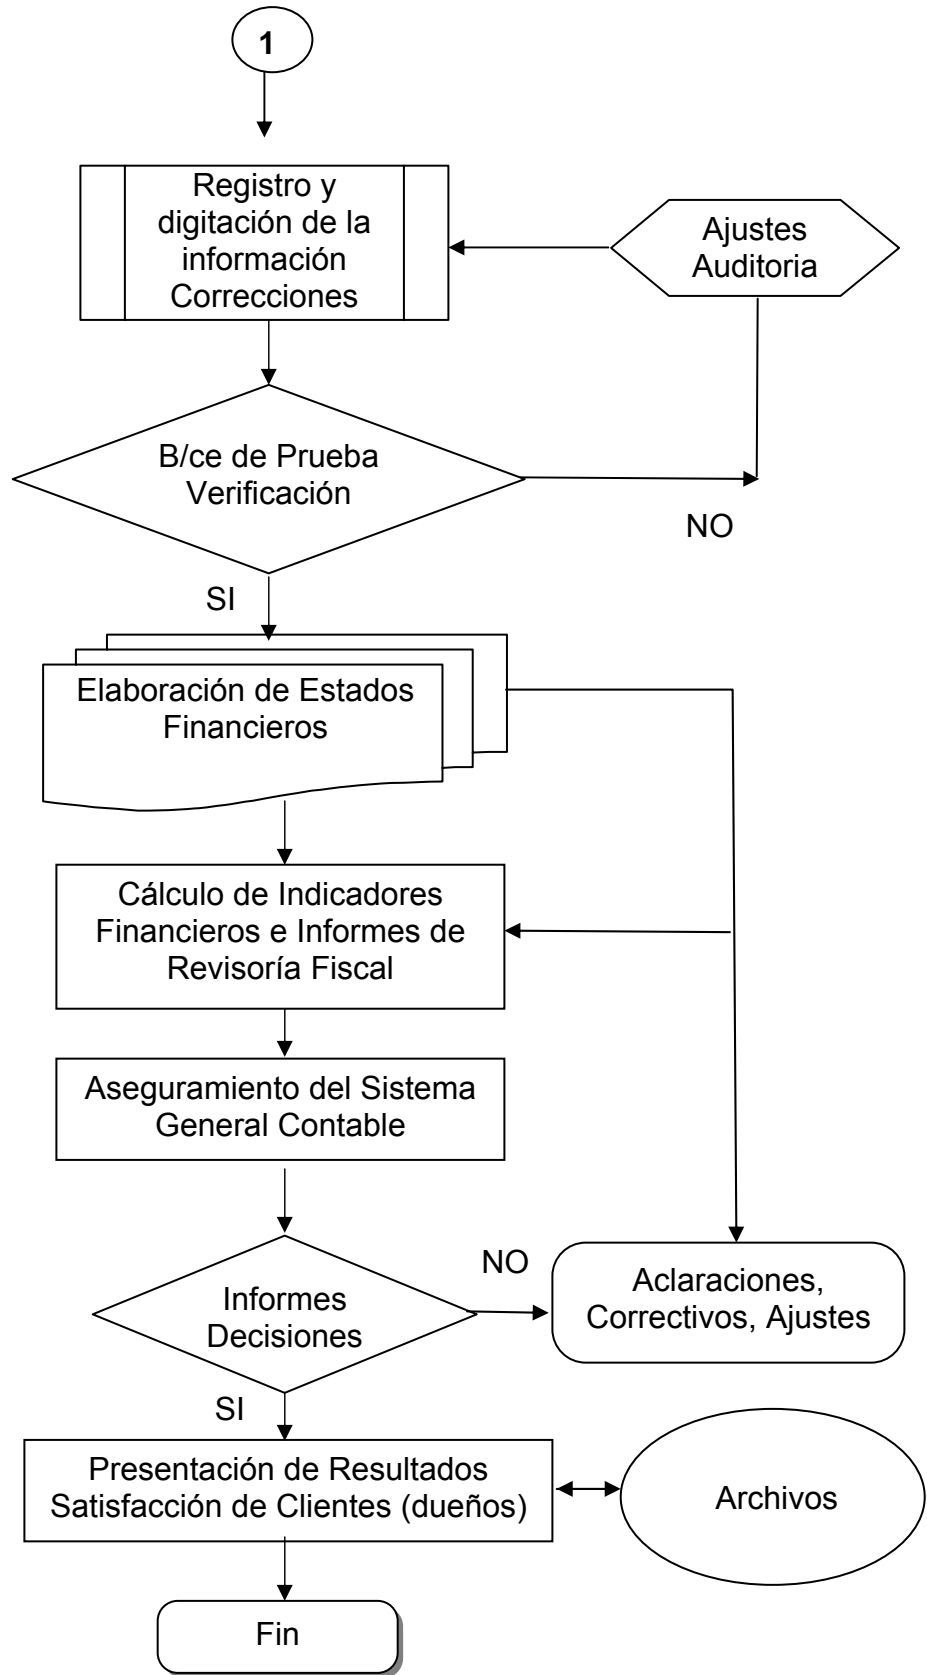 1
Registro y
digitación de la
información
Correcciones
Ajustes
Auditoria
B/ce de Prueba
Verificación
NO
SI
Elaboración de Estados
Financieros
Cálculo de Indicadores
Financieros e Informes de
Revisoría Fiscal
Aseguramiento del Sistema
General Contable
NO
Informes
Decisiones
Aclaraciones,
Correctivos, Ajustes
SI
Presentación de Resultados
Satisfacción de Clientes (dueños)
Archivos
Fin